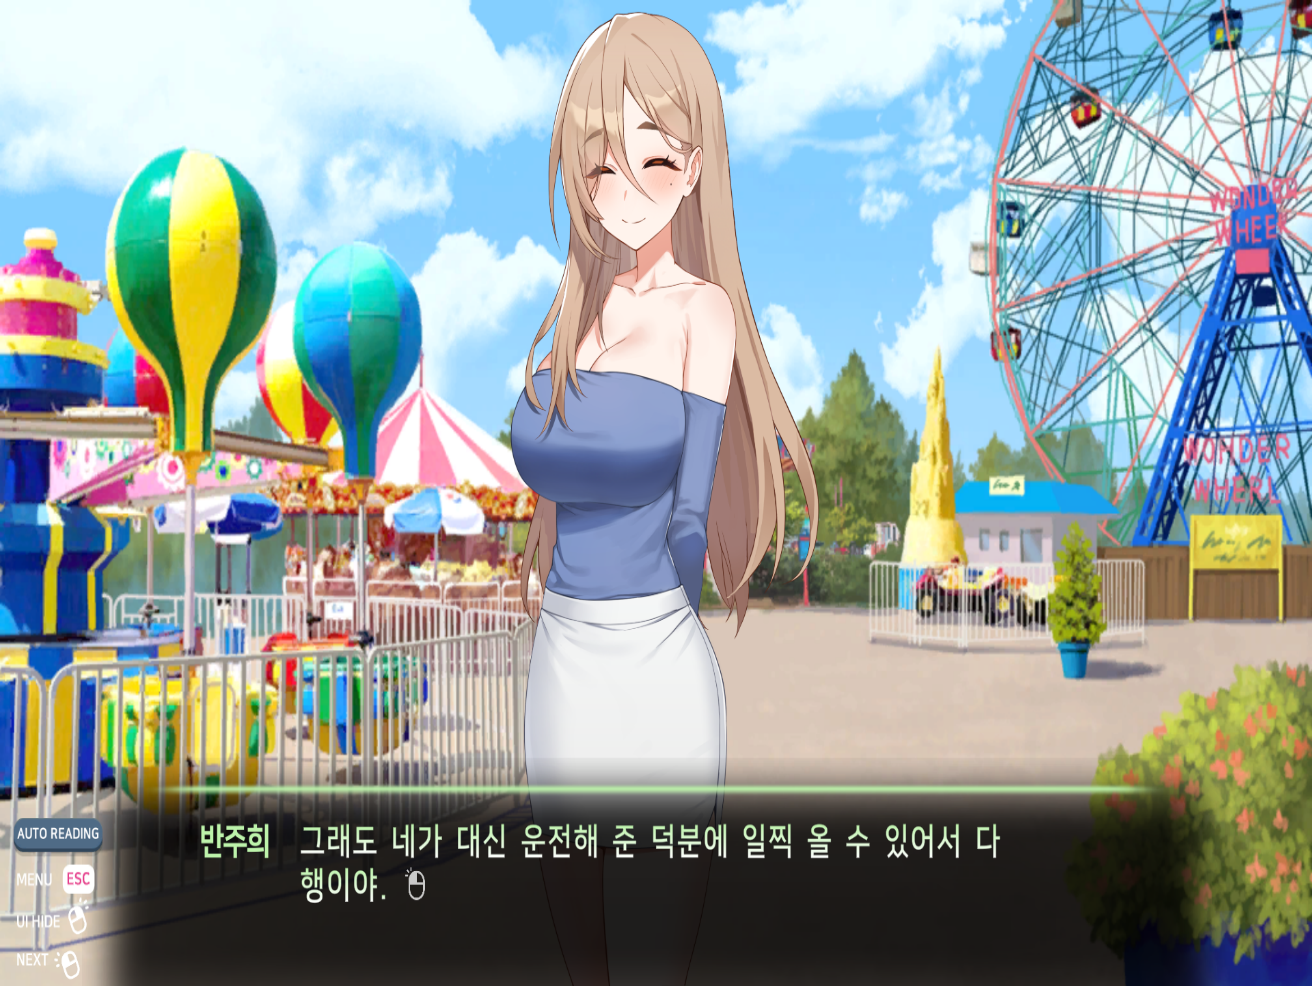 WONDER
WHEEL
WONDER
Exit
반주희 그래도 네가 대신 운전해 준 덕분에 일찍 올 수 있어서 다
행이야.
AUTO READING
MENU ESC
UI HIDE
NEXT